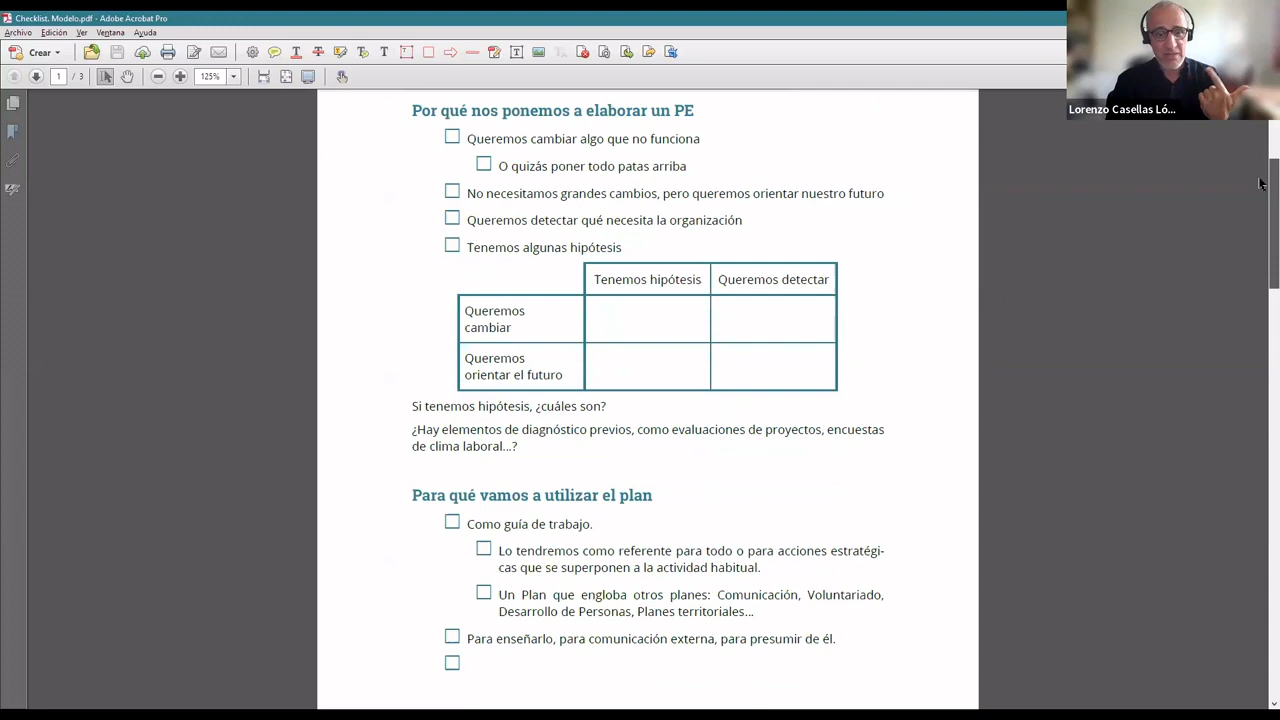 Checklist. Modelo.pdf - Adobe Acrobat Pro
Archivo Edición Ver Ventana Ayuda
Crear
1 / 3 125%
Lorenzo Casellas Ló...
Por qué nos ponemos a elaborar un PE
Queremos cambiar algo que no funciona
O quizás poner todo patas arriba
No necesitamos grandes cambios, pero queremos orientar nuestro futuro
Queremos detectar qué necesita la organización
Tenemos algunas hipótesis
Tenemos hipótesis Queremos detectar
Queremos
cambiar
Queremos
orientar el futuro
Si tenemos hipótesis, ¿cuáles son?
¿Hay elementos de diagnóstico previos, como evaluaciones de proyectos, encuestas
de clima laboral...?
Para qué vamos a utilizar el plan
Como guía de trabajo.
Lo tendremos como referente para todo o para acciones estratégi-
cas que se superponen a la actividad habitual.
Un Plan que engloba otros planes: Comunicación, Voluntariado,
Desarrollo de Personas, Planes territoriales...
Para enseñarlo, para comunicación externa, para presumir de él.